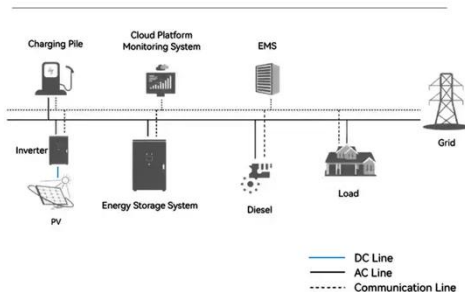 Charging Pile
Cloud Platform
Monitoring System
EMS
Grid
Inverter
PV
Energy Storage System
Diesel
Load
DC Line
AC Line
Communication Line